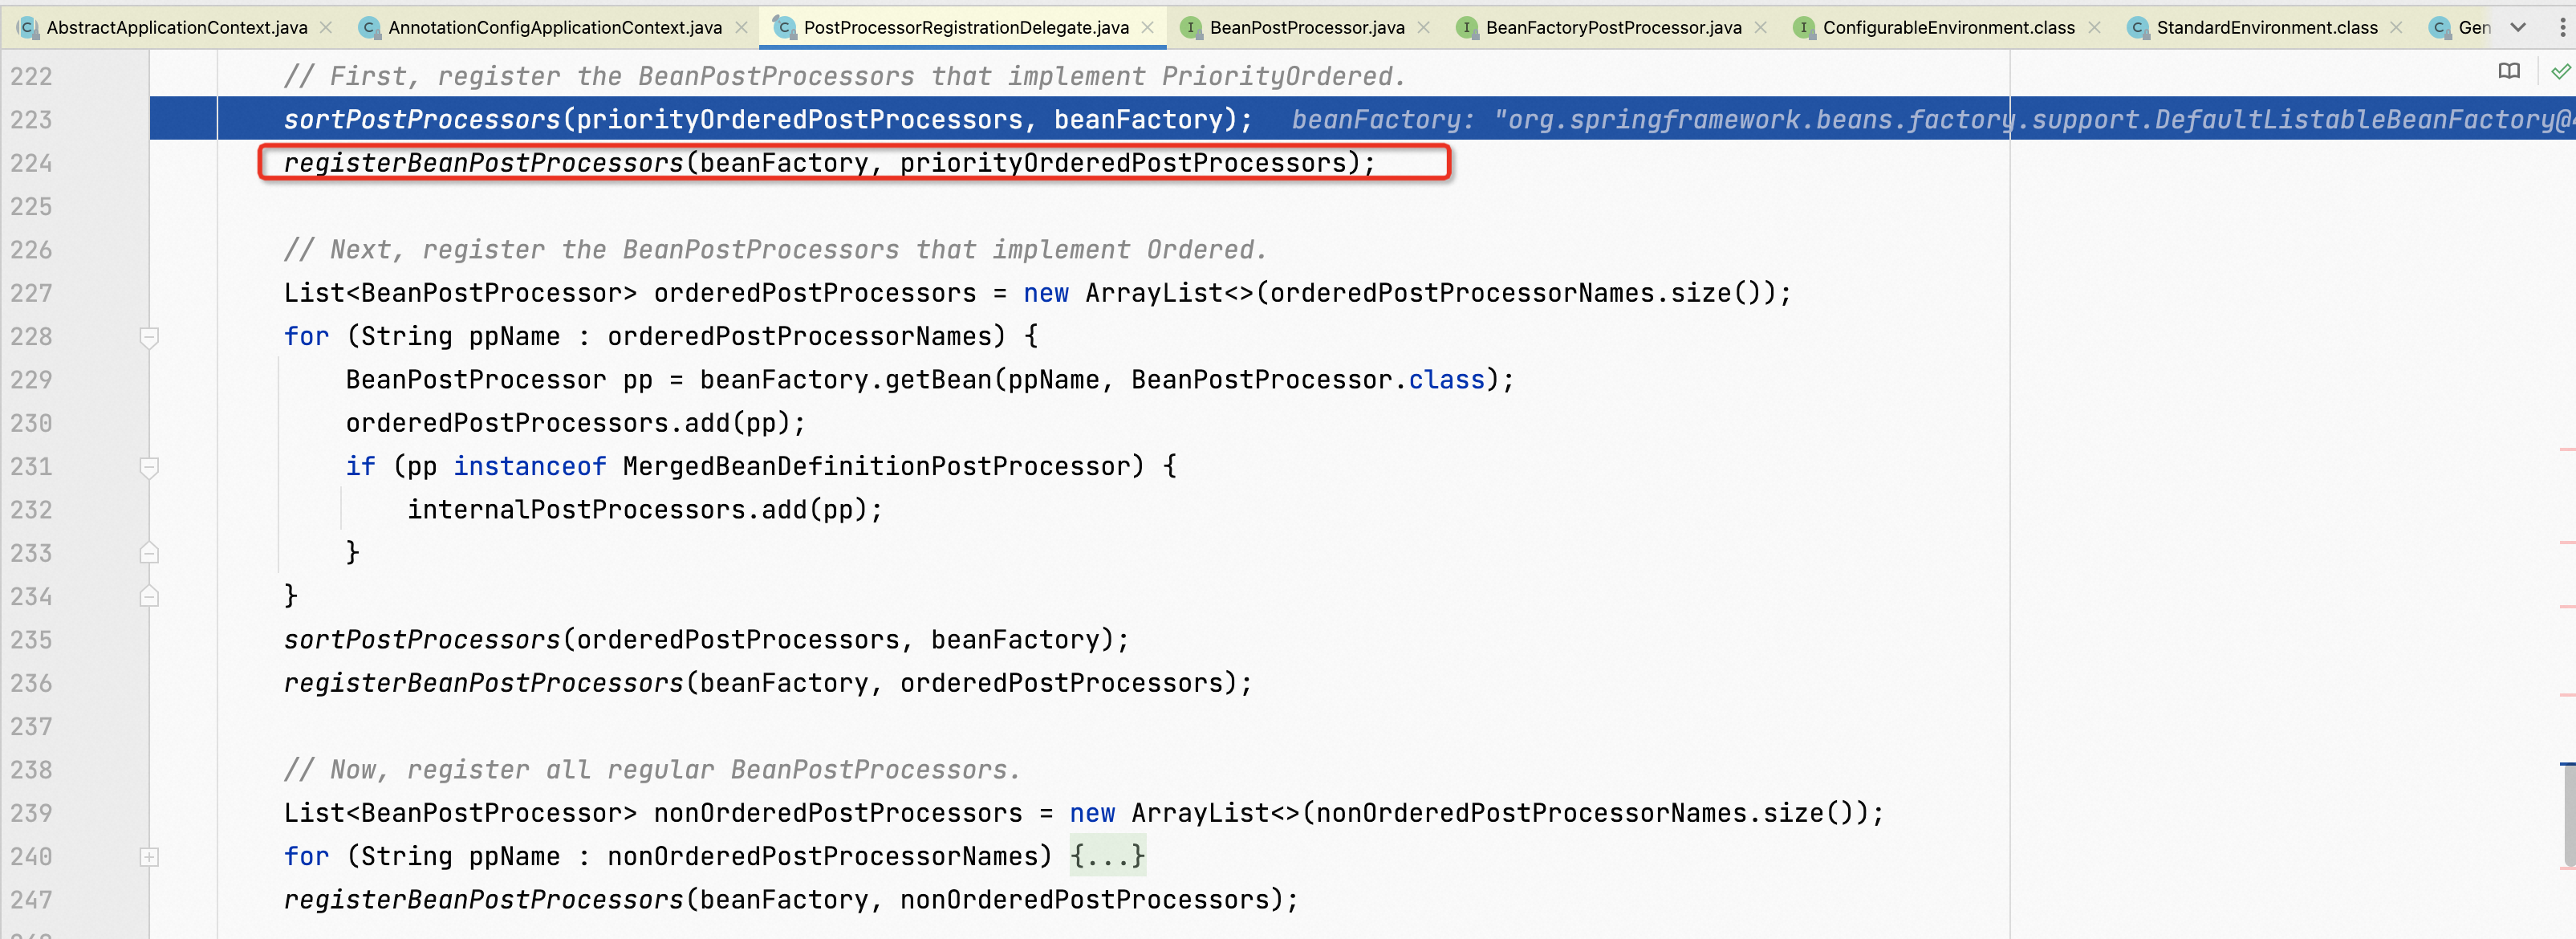 AbstractApplicationContext.java AnnotationConfigApplicationContext.java PostProcessorRegistrationDelegate.java BeanPostProcessor.java BeanFactoryPostProcessor.java ConfigurableEnvironment.class StandardEnvironment.class Gen
222 // First, register the BeanPostProcessors that implement PriorityOrdered.
223 sortPostProcessors(priorityOrderedPostProcessors, beanFactory); beanFactory: "org.springframework.beans.factory.support.DefaultListableBeanFactory@4
224 registerBeanPostProcessors(beanFactory, priorityOrderedPostProcessors);
225
226 // Next, register the BeanPostProcessors that implement Ordered.
227 List<BeanPostProcessor> orderedPostProcessors = new ArrayList<>(orderedPostProcessorNames.size());
228 for (String ppName : orderedPostProcessorNames) {
229 BeanPostProcessor pp = beanFactory.getBean(ppName, BeanPostProcessor.class);
230 orderedPostProcessors.add(pp);
231 if (pp instanceof MergedBeanDefinitionPostProcessor) {
232 internalPostProcessors.add(pp);
233 }
234 }
235 sortPostProcessors(orderedPostProcessors, beanFactory);
236 registerBeanPostProcessors(beanFactory, orderedPostProcessors);
237
238 // Now, register all regular BeanPostProcessors.
239 List<BeanPostProcessor> nonOrderedPostProcessors = new ArrayList<>(nonOrderedPostProcessorNames.size());
240 for (String ppName : nonOrderedPostProcessorNames) {...}
247 registerBeanPostProcessors(beanFactory, nonOrderedPostProcessors);